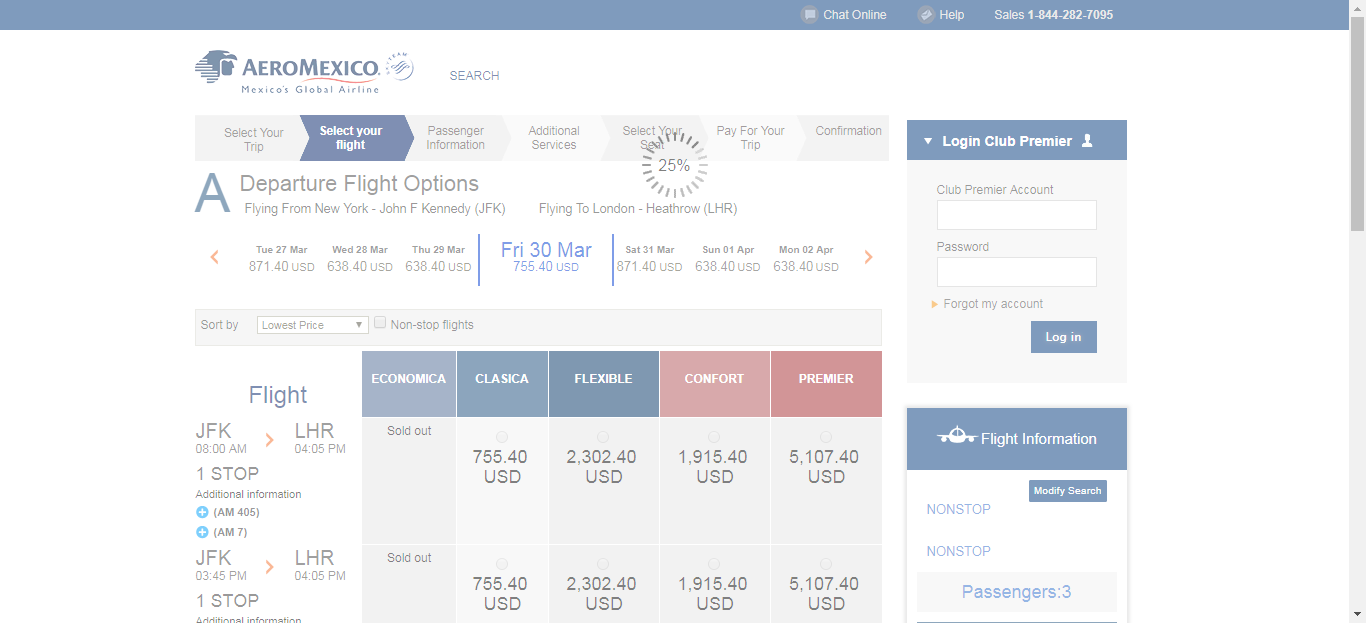 Chat Online
Help
Sales 1-844-282-7095
AEROMEXICO.
Mexico's Global Airline
SEARCH
Select Your
Trip
Select your
flight
Passenger
Information
Additional
Services
Select Your
Seat
Pay For Your
Trip
Confirmation
25%
A
Departure Flight Options
Flying From New York - John F Kennedy (JFK)
Flying To London - Heathrow (LHR)
Tue 27 Mar
871.40 USD
Wed 28 Mar
638.40 USD
Thu 29 Mar
638.40 USD
Fri 30 Mar
755.40 USD
Sat 31 Mar
871.40 USD
Sun 01 Apr
638.40 USD
Mon 02 Apr
638.40 USD
Sort by
Lowest Price
Non-stop flights
Flight
ECONOMICA
CLASICA
FLEXIBLE
CONFORT
PREMIER
JFK
08:00 AM
LHR
04:05 PM
1 STOP
Additional information
(AM 405)
(AM 7)
Sold out
755.40
USD
2,302.40
USD
1,915.40
USD
5,107.40
USD
JFK
03:45 PM
LHR
04:05 PM
1 STOP
Additional information
Sold out
755.40
USD
2,302.40
USD
1,915.40
USD
5,107.40
USD
Login Club Premier
Club Premier Account
Password
Forgot my account
Log in
Flight Information
Modify Search
NONSTOP
NONSTOP
Passengers:3